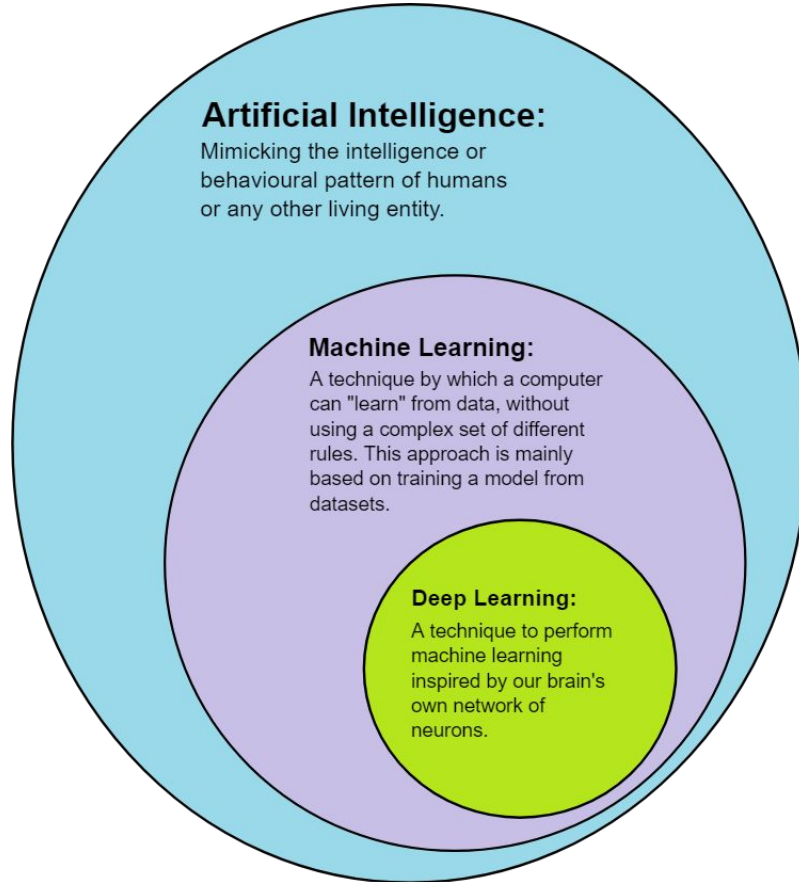 Artificial Intelligence:
Mimicking the intelligence or
behavioural pattern of humans
or any other living entity.
Machine Learning:
A technique by which a computer
can "learn" from data, without
using a complex set of different
rules. This approach is mainly
based on training a model from
datasets.
Deep Learning:
A technique to perform
machine learning
inspired by our brain's
own network of
neurons.